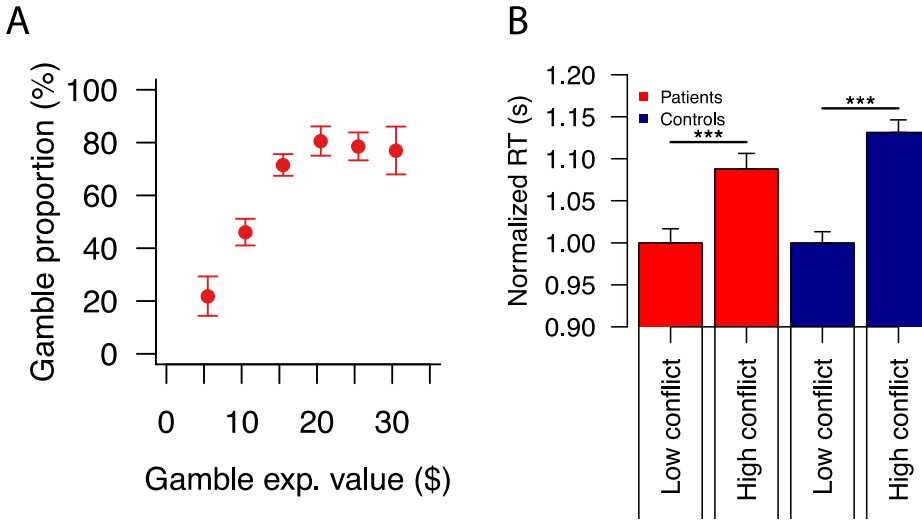 A
Gamble proportion (%)
100
80
60
40
20
0
0 10 20 30
Gamble exp. value ($)
B
Normalized RT (s)
1.20
1.15
1.10
1.05
1.00
0.95
0.90
Patients
Controls
***
***
Low conflict
High conflict
Low conflict
High conflict